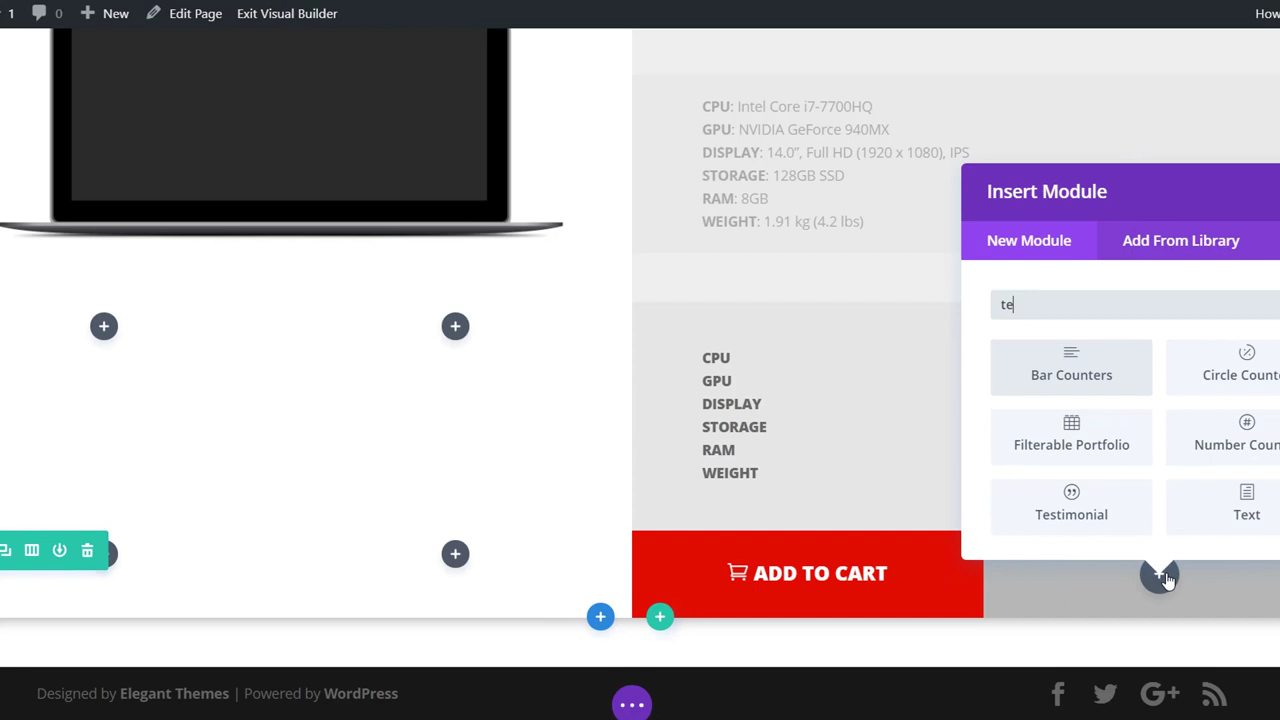 1 0 New Edit Page Exit Visual Builder How
CPU: Intel Core i7-7700HQ
GPU: NVIDIA GeForce 940MX
DISPLAY: 14.0”, Full HD (1920 x 1080), IPS
STORAGE: 128GB SSD
RAM: 8GB
WEIGHT: 1.91 kg (4.2 lbs)
Insert Module
New Module Add From Library
te
Bar Counters Circle Counte
Filterable Portfolio Number Coun
Testimonial Text
CPU
GPU
DISPLAY
STORAGE
RAM
WEIGHT
ADD TO CART
Designed by Elegant Themes | Powered by WordPress